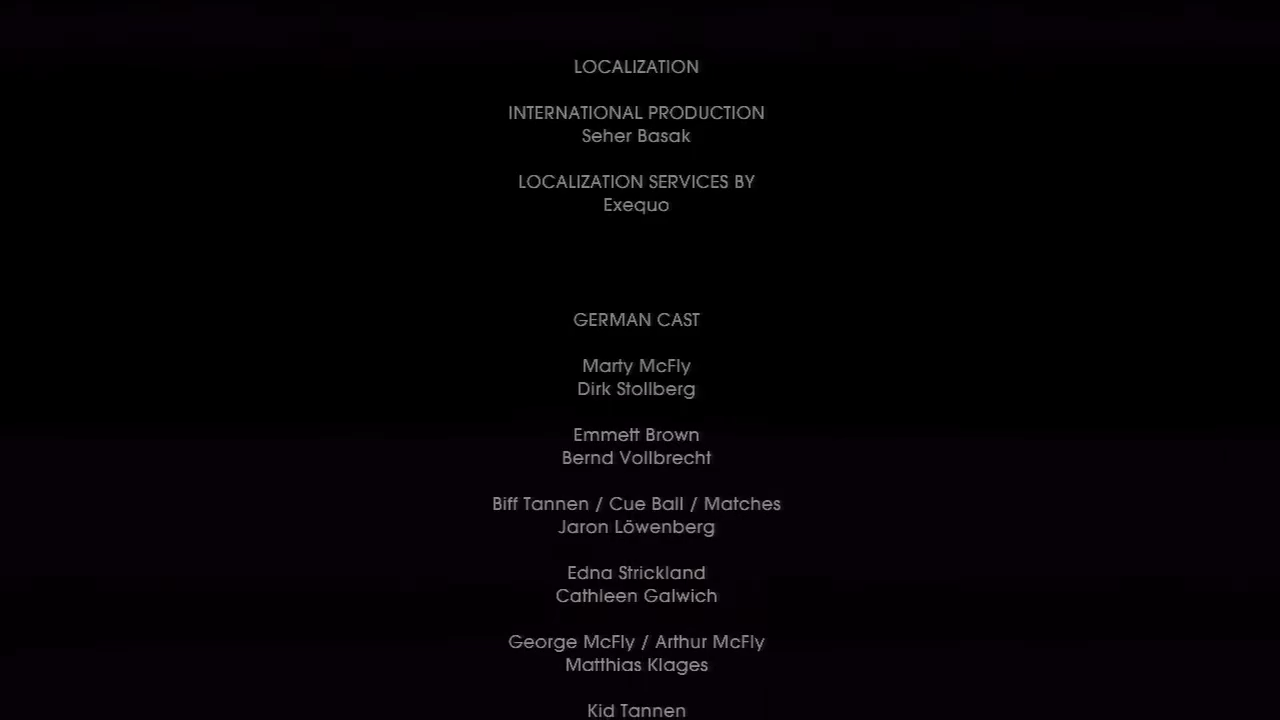 LOCALIZATION
INTERNATIONAL PRODUCTION
Seher Basak
LOCALIZATION SERVICES BY
Exequo
GERMAN CAST
Marty McFly
Dirk Stollberg
Emmett Brown
Bernd Vollbrecht
Biff Tannen / Cue Ball / Matches
Jaron Löwenberg
Edna Strickland
Cathleen Galwich
George McFly / Arthur McFly
Matthias Klages
Kid Tannen